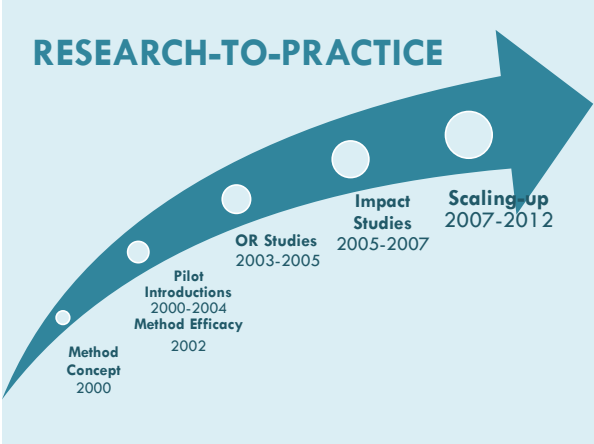 RESEARCH-TO-PRACTICE
Method
Concept
2000
Pilot
Introductions
2000-2004
Method Efficacy
2002
OR Studies
2003-2005
Impact
Studies
2005-2007
Scaling-up
2007-2012